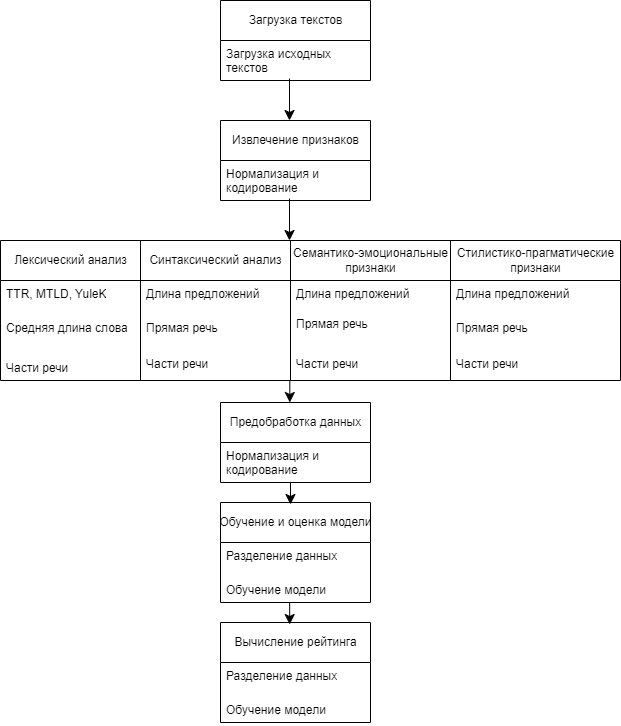 Загрузка текстов
Загрузка исходных
текстов
Извлечение признаков
Нормализация и
кодирование
Лексический анализ
TTR, MTLD, YuleK
Средняя длина слова
Части речи
Синтаксический анализ
Длина предложений
Прямая речь
Части речи
Семантико-эмоциональные
признаки
Длина предложений
Прямая речь
Части речи
Стилистико-прагматические
признаки
Длина предложений
Прямая речь
Части речи
Предобработка данных
Нормализация и
кодирование
Обучение и оценка модели
Разделение данных
Обучение модели
Вычисление рейтинга
Разделение данных
Обучение модели